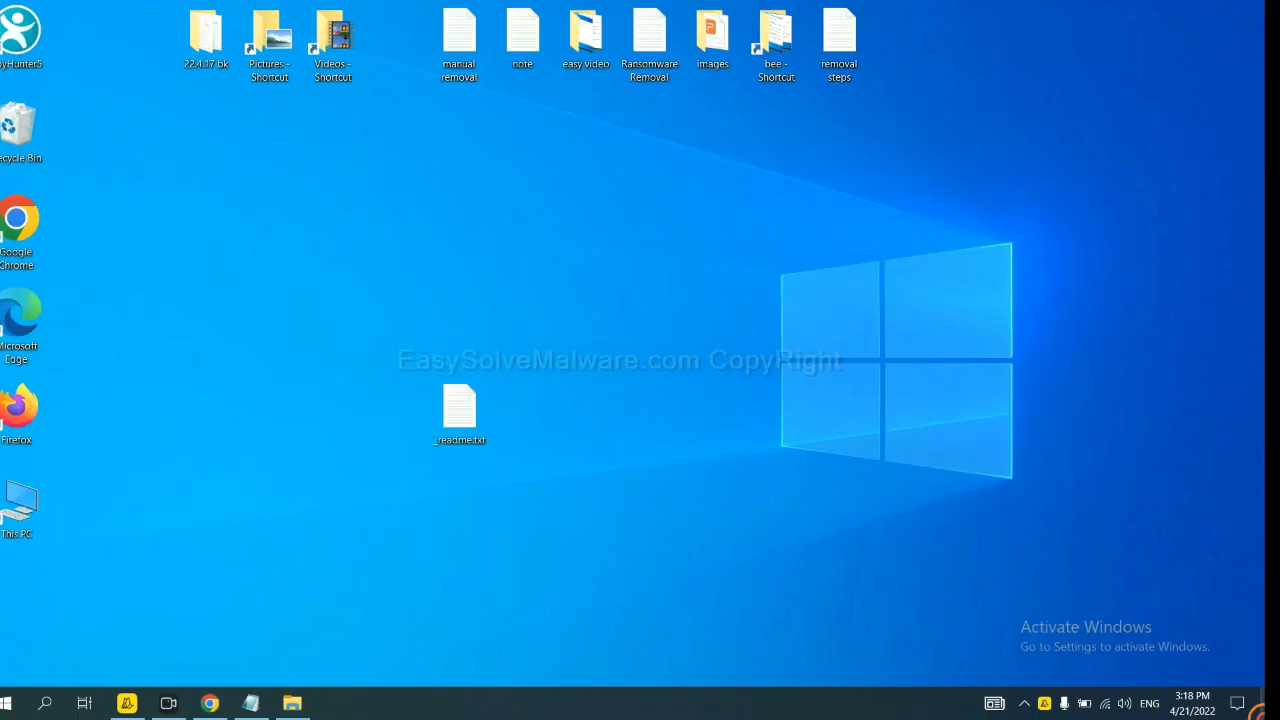 22.4.17 bk
Pictures -
Shortcut
Videos -
Shortcut
manual
removal
note
easy video
Ransomware
Removal
images
bee -
Shortcut
removal
steps
yHunter5
ecycle Bin
Google
Chrome
Microsoft
Edge
EasySolveMalware.com CopyRight
Firefox
_readme.txt
This PC
Activate Windows
Go to Settings to activate Windows.
ENG
3:18 PM
4/21/2022